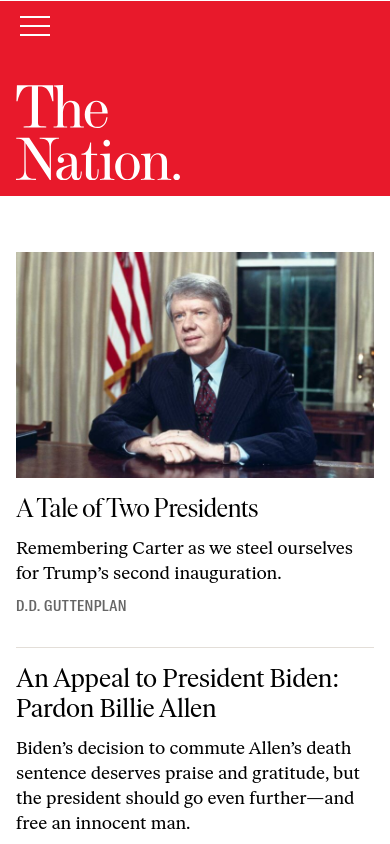 The
Nation.
A Tale of Two Presidents
Remembering Carter as we steel ourselves
for Trump’s second inauguration.
D.D. GUTTENPLAN
An Appeal to President Biden:
Pardon Billie Allen
Biden’s decision to commute Allen’s death
sentence deserves praise and gratitude, but
the president should go even further—and
free an innocent man.